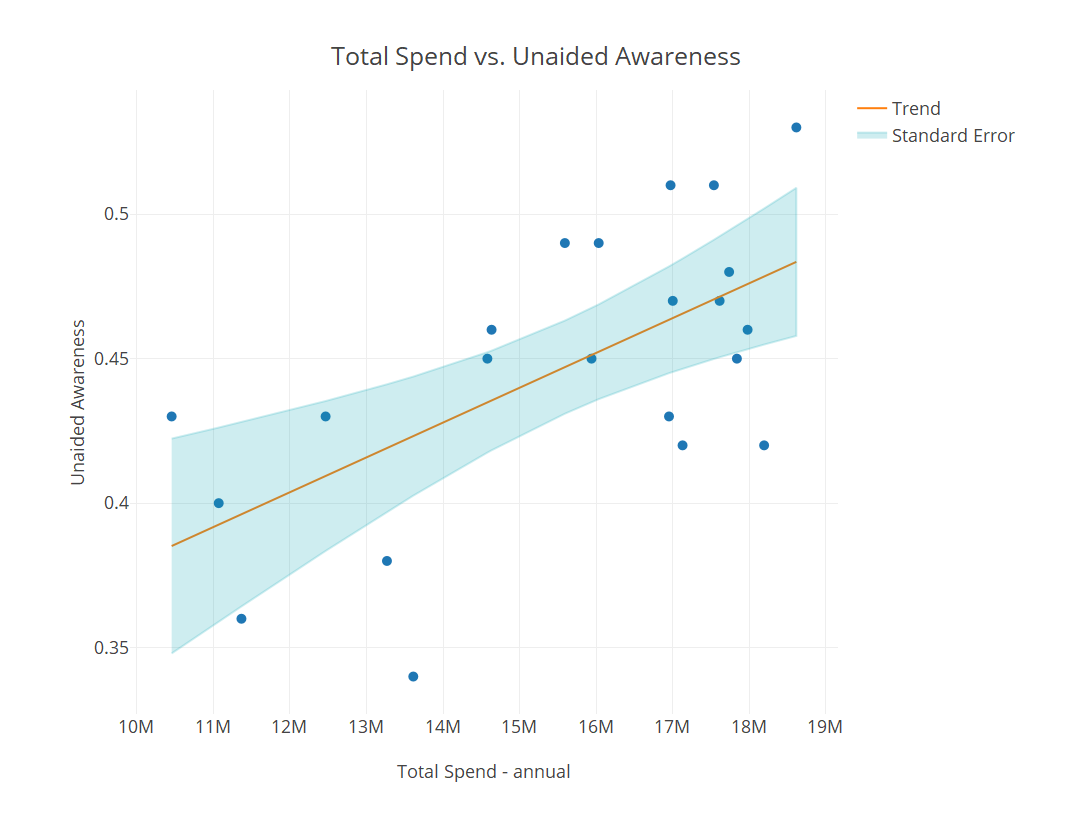 Total Spend vs. Unaided Awareness
Trend
Standard Error
Unaided Awareness
0.5
0.45
0.4
0.35
10M 11M 12M 13M 14M 15M 16M 17M 18M 19M
Total Spend - annual